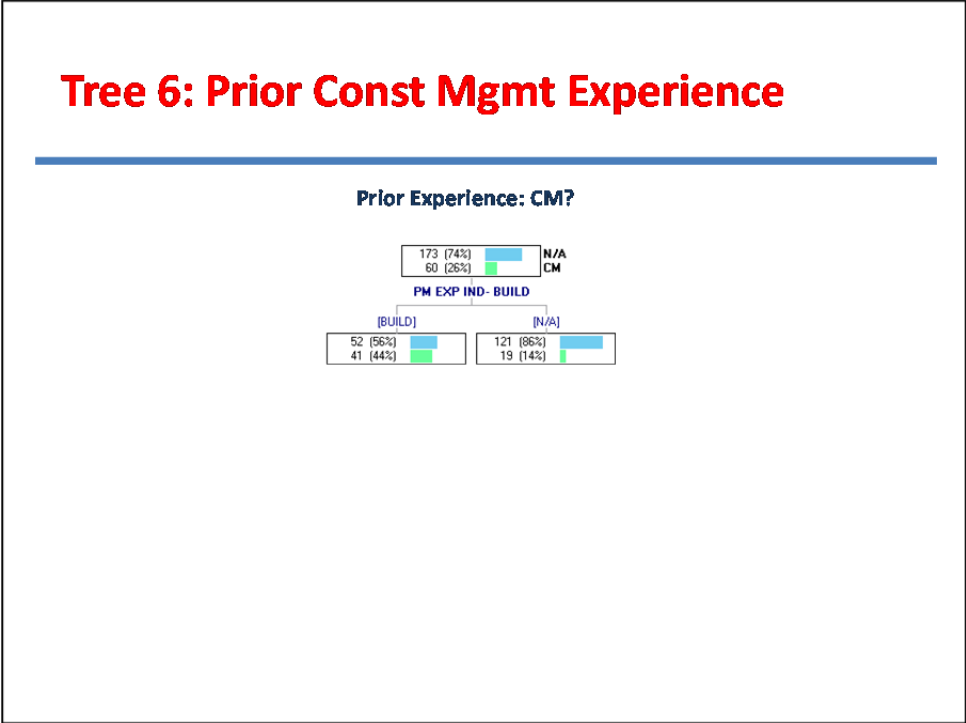 Tree 6: Prior Const Mgmt Experience
Prior Experience: CM?
173 (74%) N/A
60 (26%) CM
PM EXP IND- BUILD
[BUILD] [N/A]
52 (56%) 121 (86%)
41 (44%) 19 (14%)